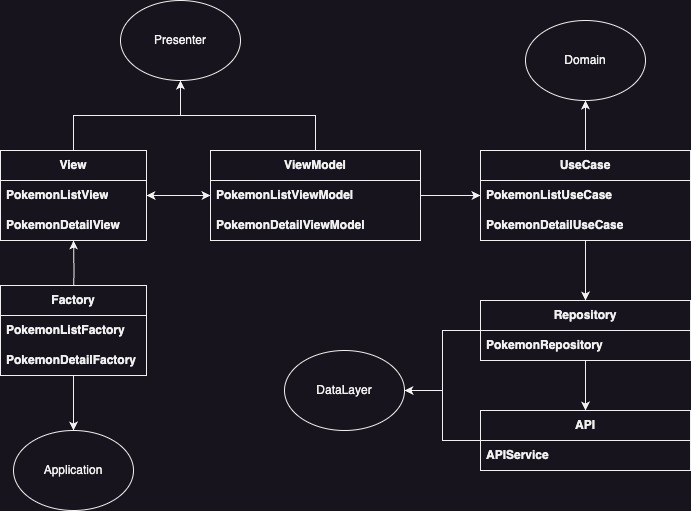 Presenter
Domain
View
PokemonListView
PokemonDetailView
ViewModel
PokemonListViewModel
PokemonDetailViewModel
UseCase
PokemonListUseCase
PokemonDetailUseCase
Factory
PokemonListFactory
PokemonDetailFactory
Repository
PokemonRepository
DataLayer
API
APIService
Application